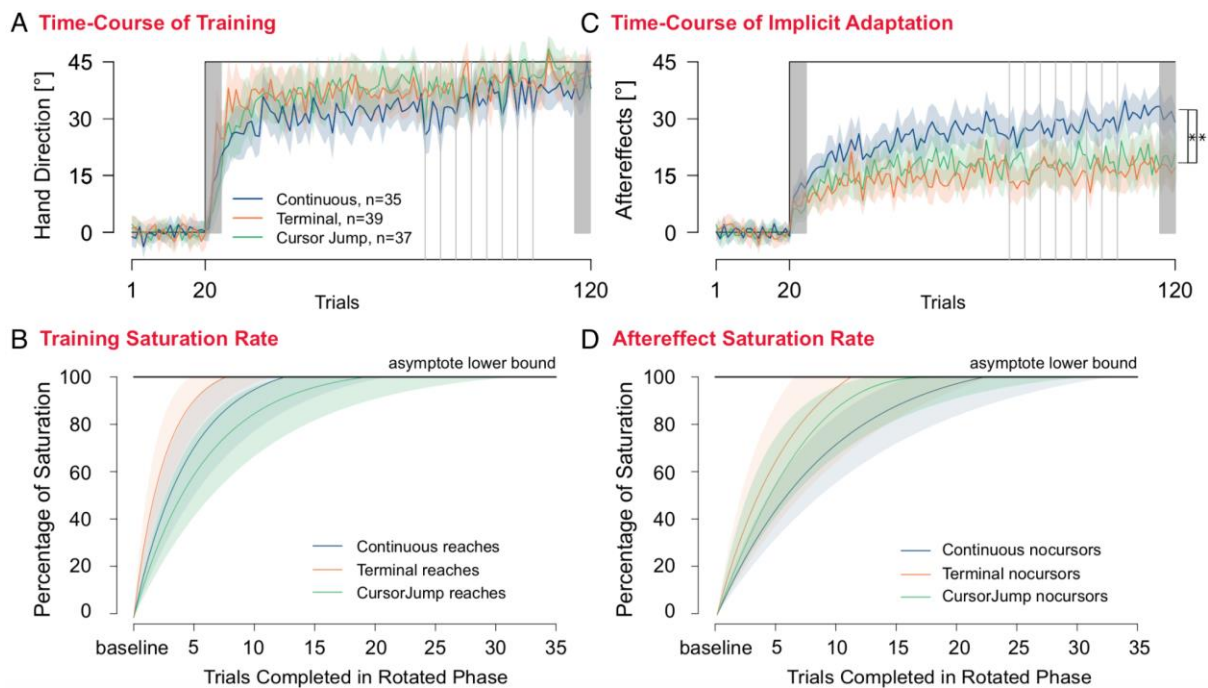 A Time-Course of Training
Hand Direction [°]
45
30
15
0
Continuous, n=35
Terminal, n=39
Cursor Jump, n=37
1
20
120
Trials
C Time-Course of Implicit Adaptation
Aftereffects [°]
45
30
15
0
**
1
20
120
Trials
B Training Saturation Rate
asymptote lower bound
Percentage of Saturation
100
80
60
40
20
0
Continuous reaches
Terminal reaches
CursorJump reaches
baseline 5 10 15 20 25 30 35
Trials Completed in Rotated Phase
D Aftereffect Saturation Rate
asymptote lower bound
Percentage of Saturation
100
80
60
40
20
0
Continuous nocursors
Terminal nocursors
CursorJump nocursors
baseline 5 10 15 20 25 30 35
Trials Completed in Rotated Phase